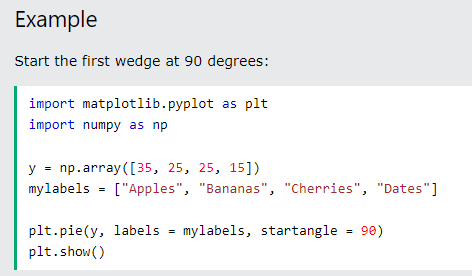 Example
Start the first wedge at 90 degrees:
import matplotlib.pyplot as plt
import numpy as np
y = np.array([35, 25, 25, 15])
mylabels = ["Apples", "Bananas", "Cherries", "Dates"]
plt.pie(y, labels = mylabels, startangle = 90)
plt.show()